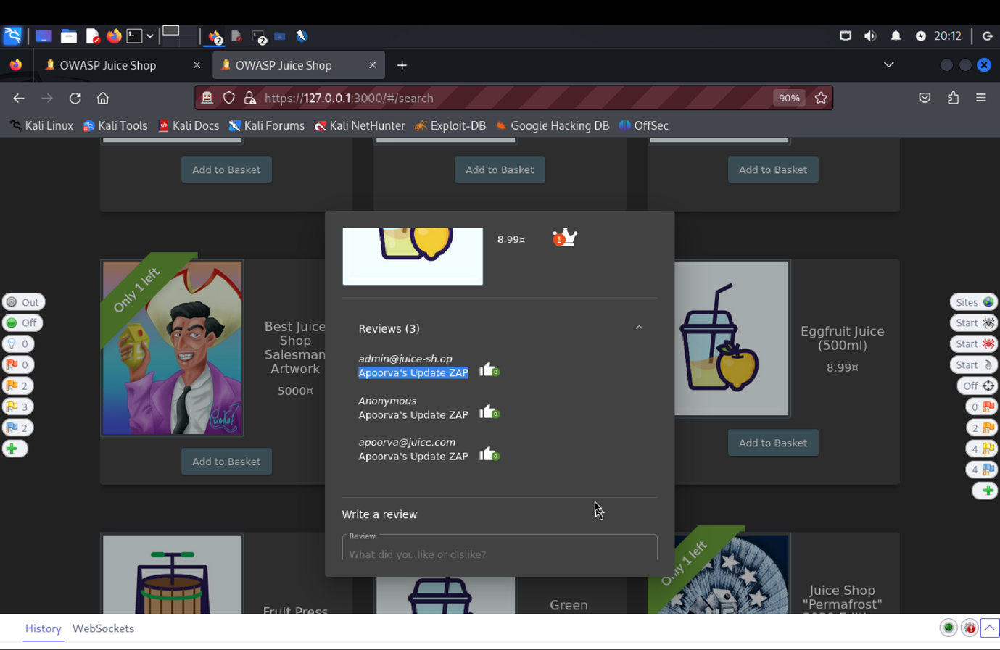 20:12
OWASP Juice Shop
OWASP Juice Shop
https://127.0.0.1:3000/#/search
90%
Kali Linux
Kali Tools
Kali Docs
Kali Forums
Kali NetHunter
Exploit-DB
Google Hacking DB
OffSec
Add to Basket
Add to Basket
Add to Basket
8.99¤
1
Only 1 left
Best Juice
Shop
Salesman
Artwork
5000¤
Add to Basket
Reviews (3)
admin@juice-sh.op
Apoorva's Update ZAP
0
Anonymous
Apoorva's Update ZAP
0
apoorva@juice.com
Apoorva's Update ZAP
0
Write a review
Review
What did you like or dislike?
Eggfruit Juice
(500ml)
8.99¤
Add to Basket
Out
Off
0
0
2
3
2
Sites
Start
Start
Start
Off
0
2
4
4
Fruit Press
Green
Only 1 left
Juice Shop
"Permafrost"
2020 Edition
History
WebSockets